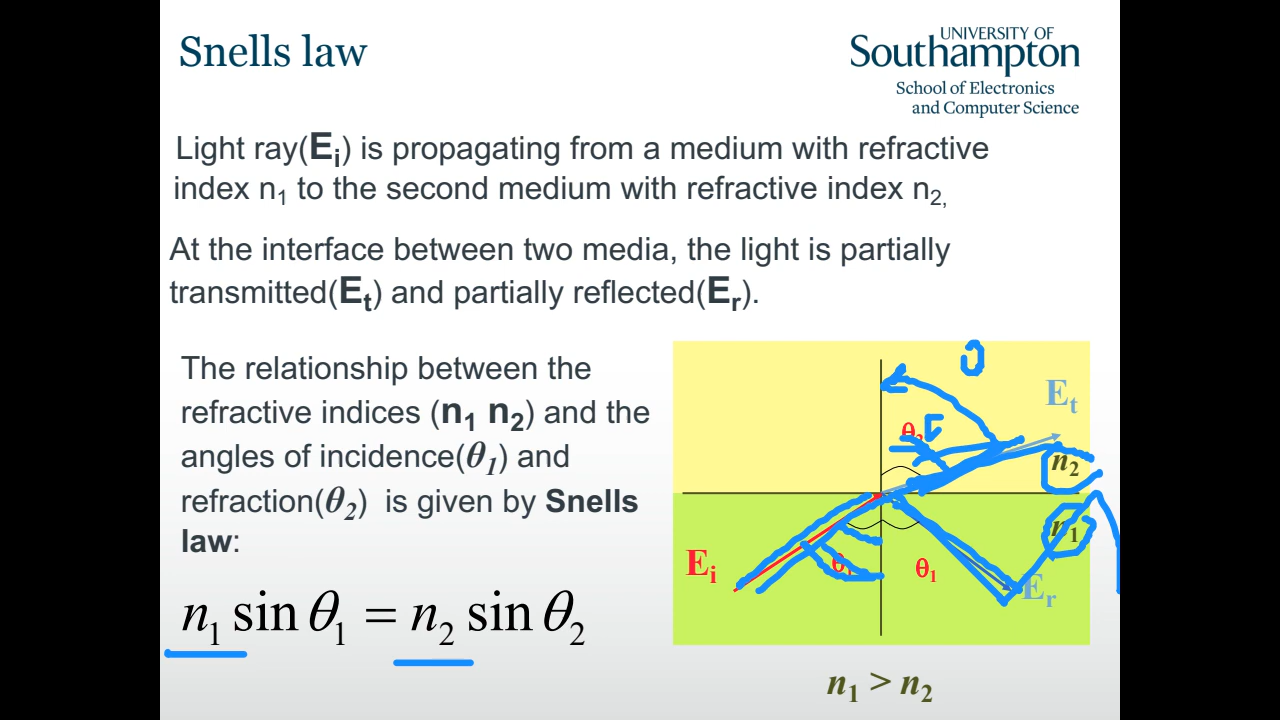 Snells law
UNIVERSITY OF
Southampton
School of Electronics
and Computer Science
Light ray(Eᵢ) is propagating from a medium with refractive
index n₁ to the second medium with refractive index n₂,
At the interface between two media, the light is partially
transmitted(Eₜ) and partially reflected(Eᵣ).
The relationship between the
refractive indices (n₁ n₂) and the
angles of incidence(θ₁) and
refraction(θ₂) is given by Snells
law:
n₁ sin θ₁ = n₂ sin θ₂
Eₜ
θ₂
n₂
n₁
Eᵢ
θ₁
θ₁
Eᵣ
n₁ > n₂